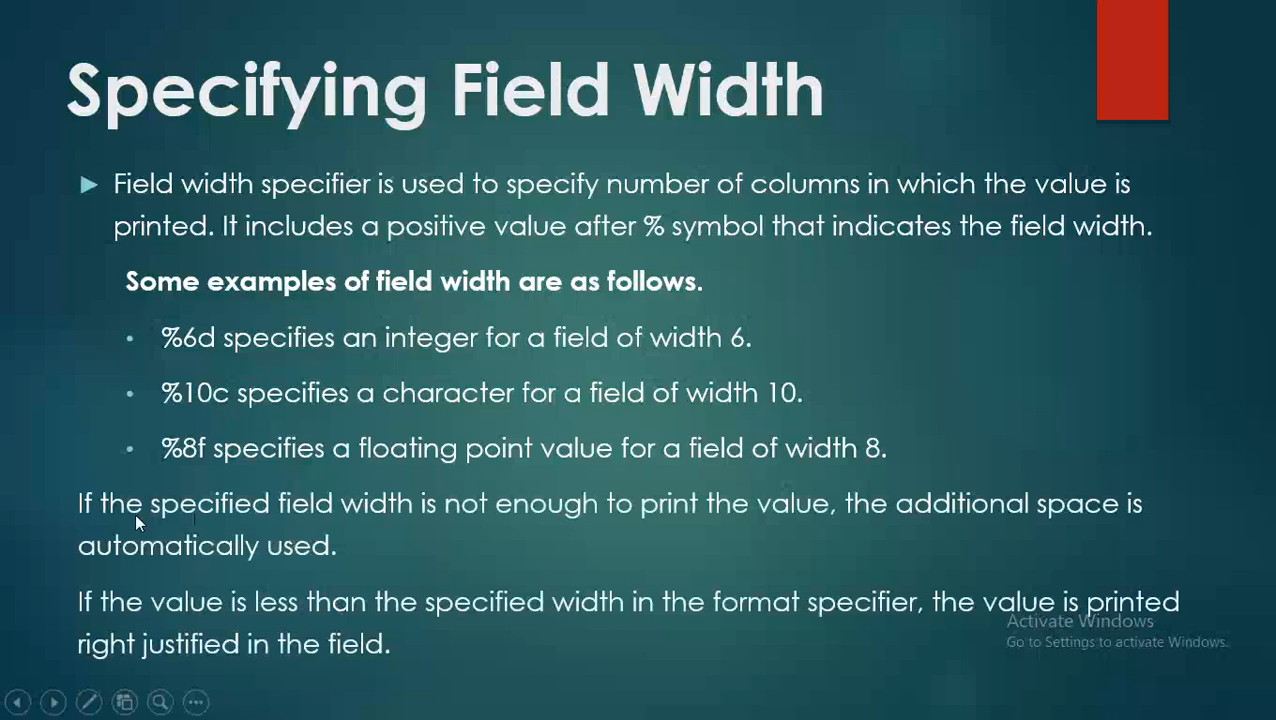 Specifying Field Width
Field width specifier is used to specify number of columns in which the value is
printed. It includes a positive value after % symbol that indicates the field width.
Some examples of field width are as follows.
• %6d specifies an integer for a field of width 6.
• %10c specifies a character for a field of width 10.
• %8f specifies a floating point value for a field of width 8.
If the specified field width is not enough to print the value, the additional space is
automatically used.
If the value is less than the specified width in the format specifier, the value is printed
right justified in the field.
Activate Windows
Go to Settings to activate Windows.